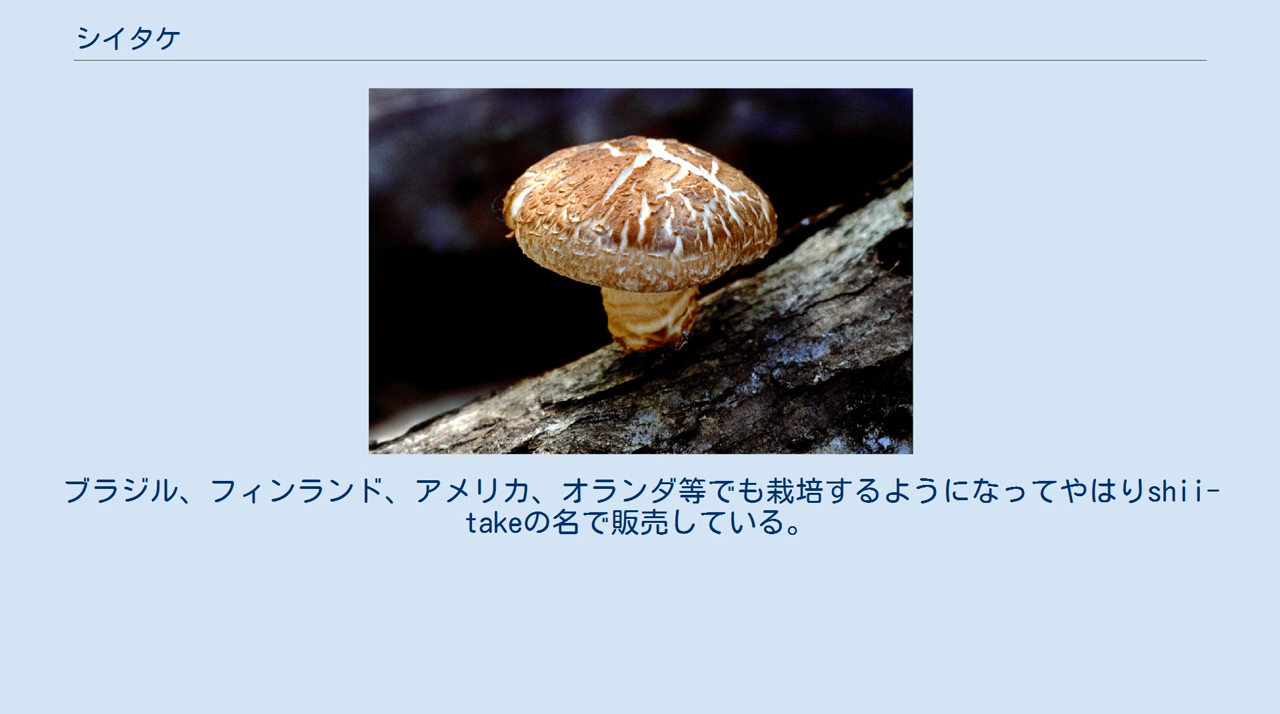 シイタケ
ブラジル、フィンランド、アメリカ、オランダ等でも栽培するようになってやはりshii-
takeの名で販売している。